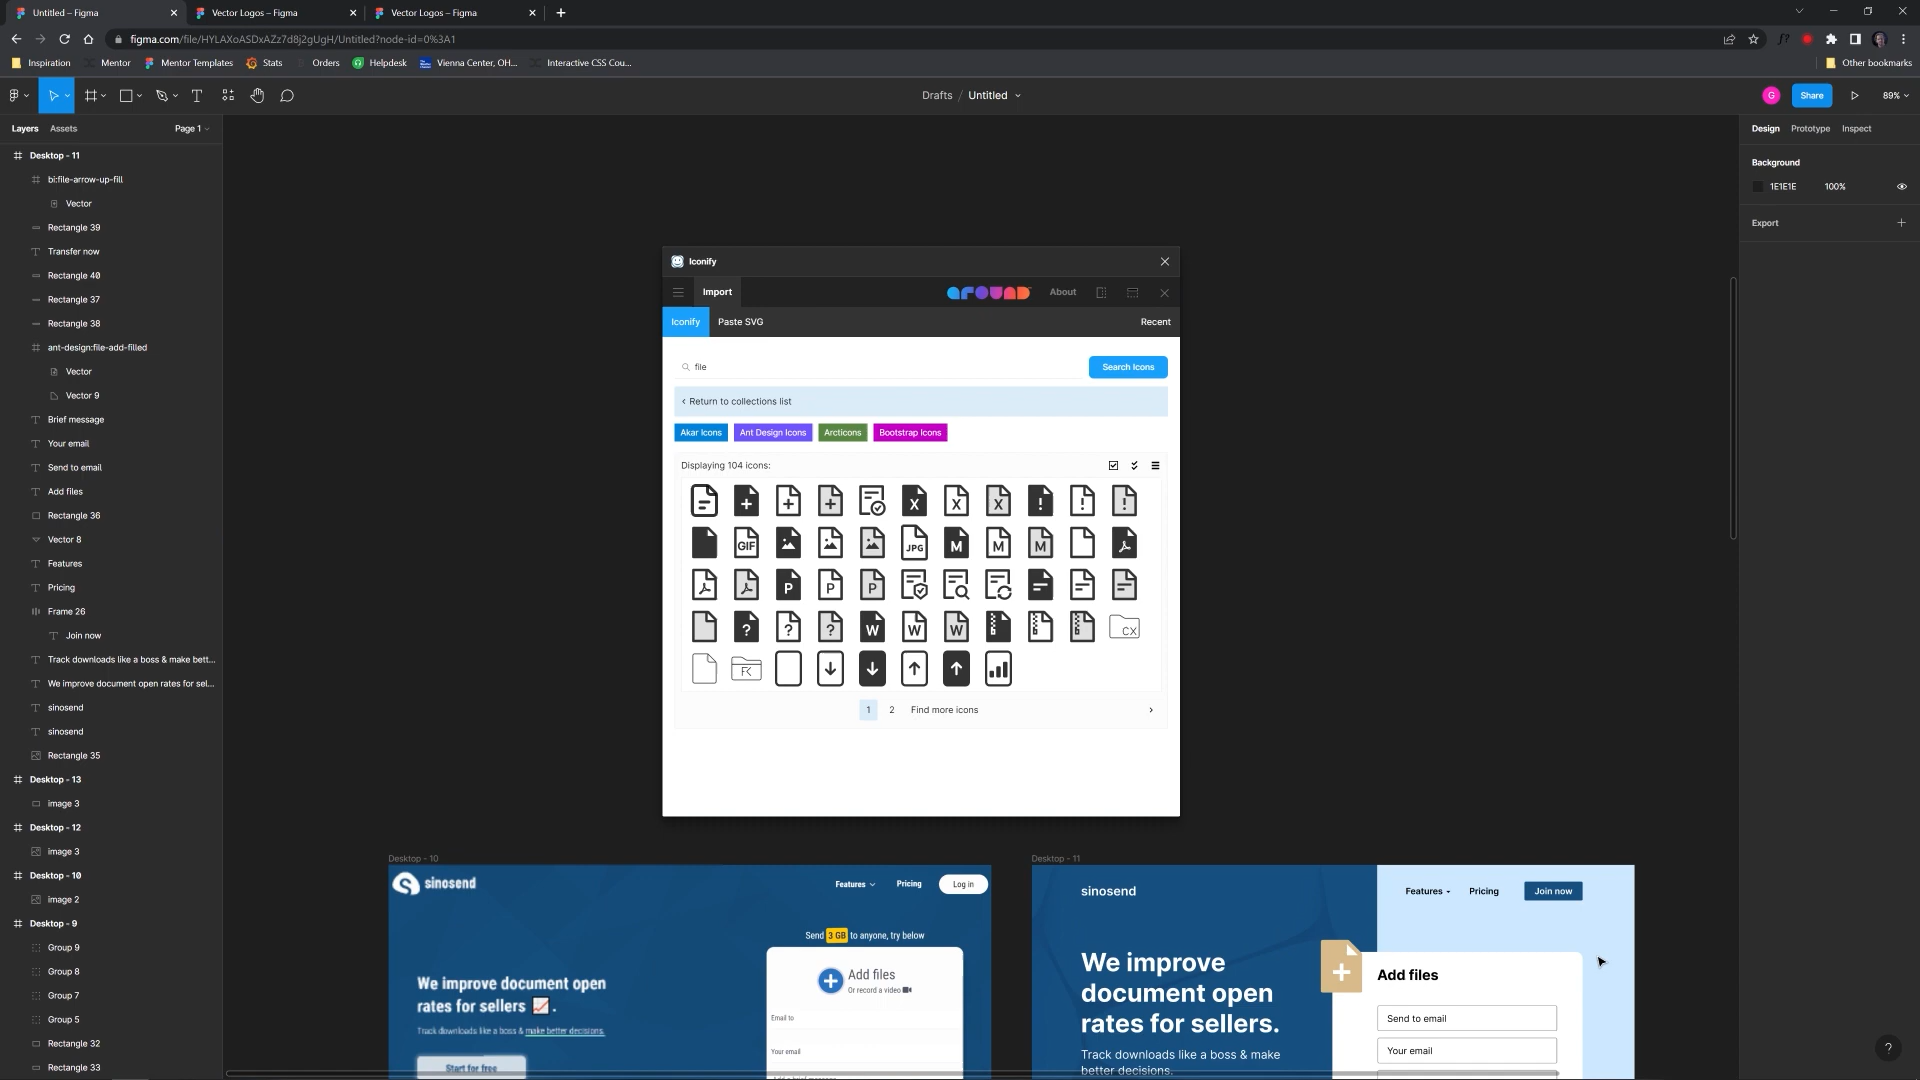 Untitled – Figma
Vector Logos – Figma
Vector Logos – Figma
figma.com/file/HYLAXoASDxAZz7d8j2gUgH/Untitled?node-id=0%3A1
Inspiration
Mentor
Mentor Templates
Stats
Orders
Helpdesk
Vienna Center, OH...
Interactive CSS Cou...
Other bookmarks
Drafts / Untitled
G
Share
89%
Layers
Assets
Page 1
Design
Prototype
Inspect
Background
1E1E1E
100%
Export
Desktop - 11
bi:file-arrow-up-fill
Vector
Rectangle 39
Transfer now
Rectangle 40
Rectangle 37
Rectangle 38
ant-design:file-add-filled
Vector
Vector 9
Brief message
Your email
Send to email
Add files
Rectangle 36
Vector 8
Features
Pricing
Frame 26
Join now
Track downloads like a boss & make bett...
We improve document open rates for sel...
sinosend
sinosend
Rectangle 35
Desktop - 13
image 3
Desktop - 12
image 3
Desktop - 10
image 2
Desktop - 9
Group 9
Group 8
Group 7
Group 5
Rectangle 32
Rectangle 33
Iconify
Import
around
About
Iconify
Paste SVG
Recent
file
Search Icons
‹ Return to collections list
Akar Icons
Ant Design Icons
Arcticons
Bootstrap Icons
Displaying 104 icons:
X X X ! ! !
GIF JPG M M M
P P P
? ? ? W W W CX
FK
1
2
Find more icons
Desktop - 10
sinosend
Features
Pricing
Log in
Send 3 GB to anyone, try below
Add files
Or record a video
Email to
Your email
We improve document open
rates for sellers .
Track downloads like a boss & make better decisions.
Start for free
Desktop - 11
sinosend
Features
Pricing
Join now
We improve
document open
rates for sellers.
Track downloads like a boss & make
better decisions.
Add files
Send to email
Your email
?